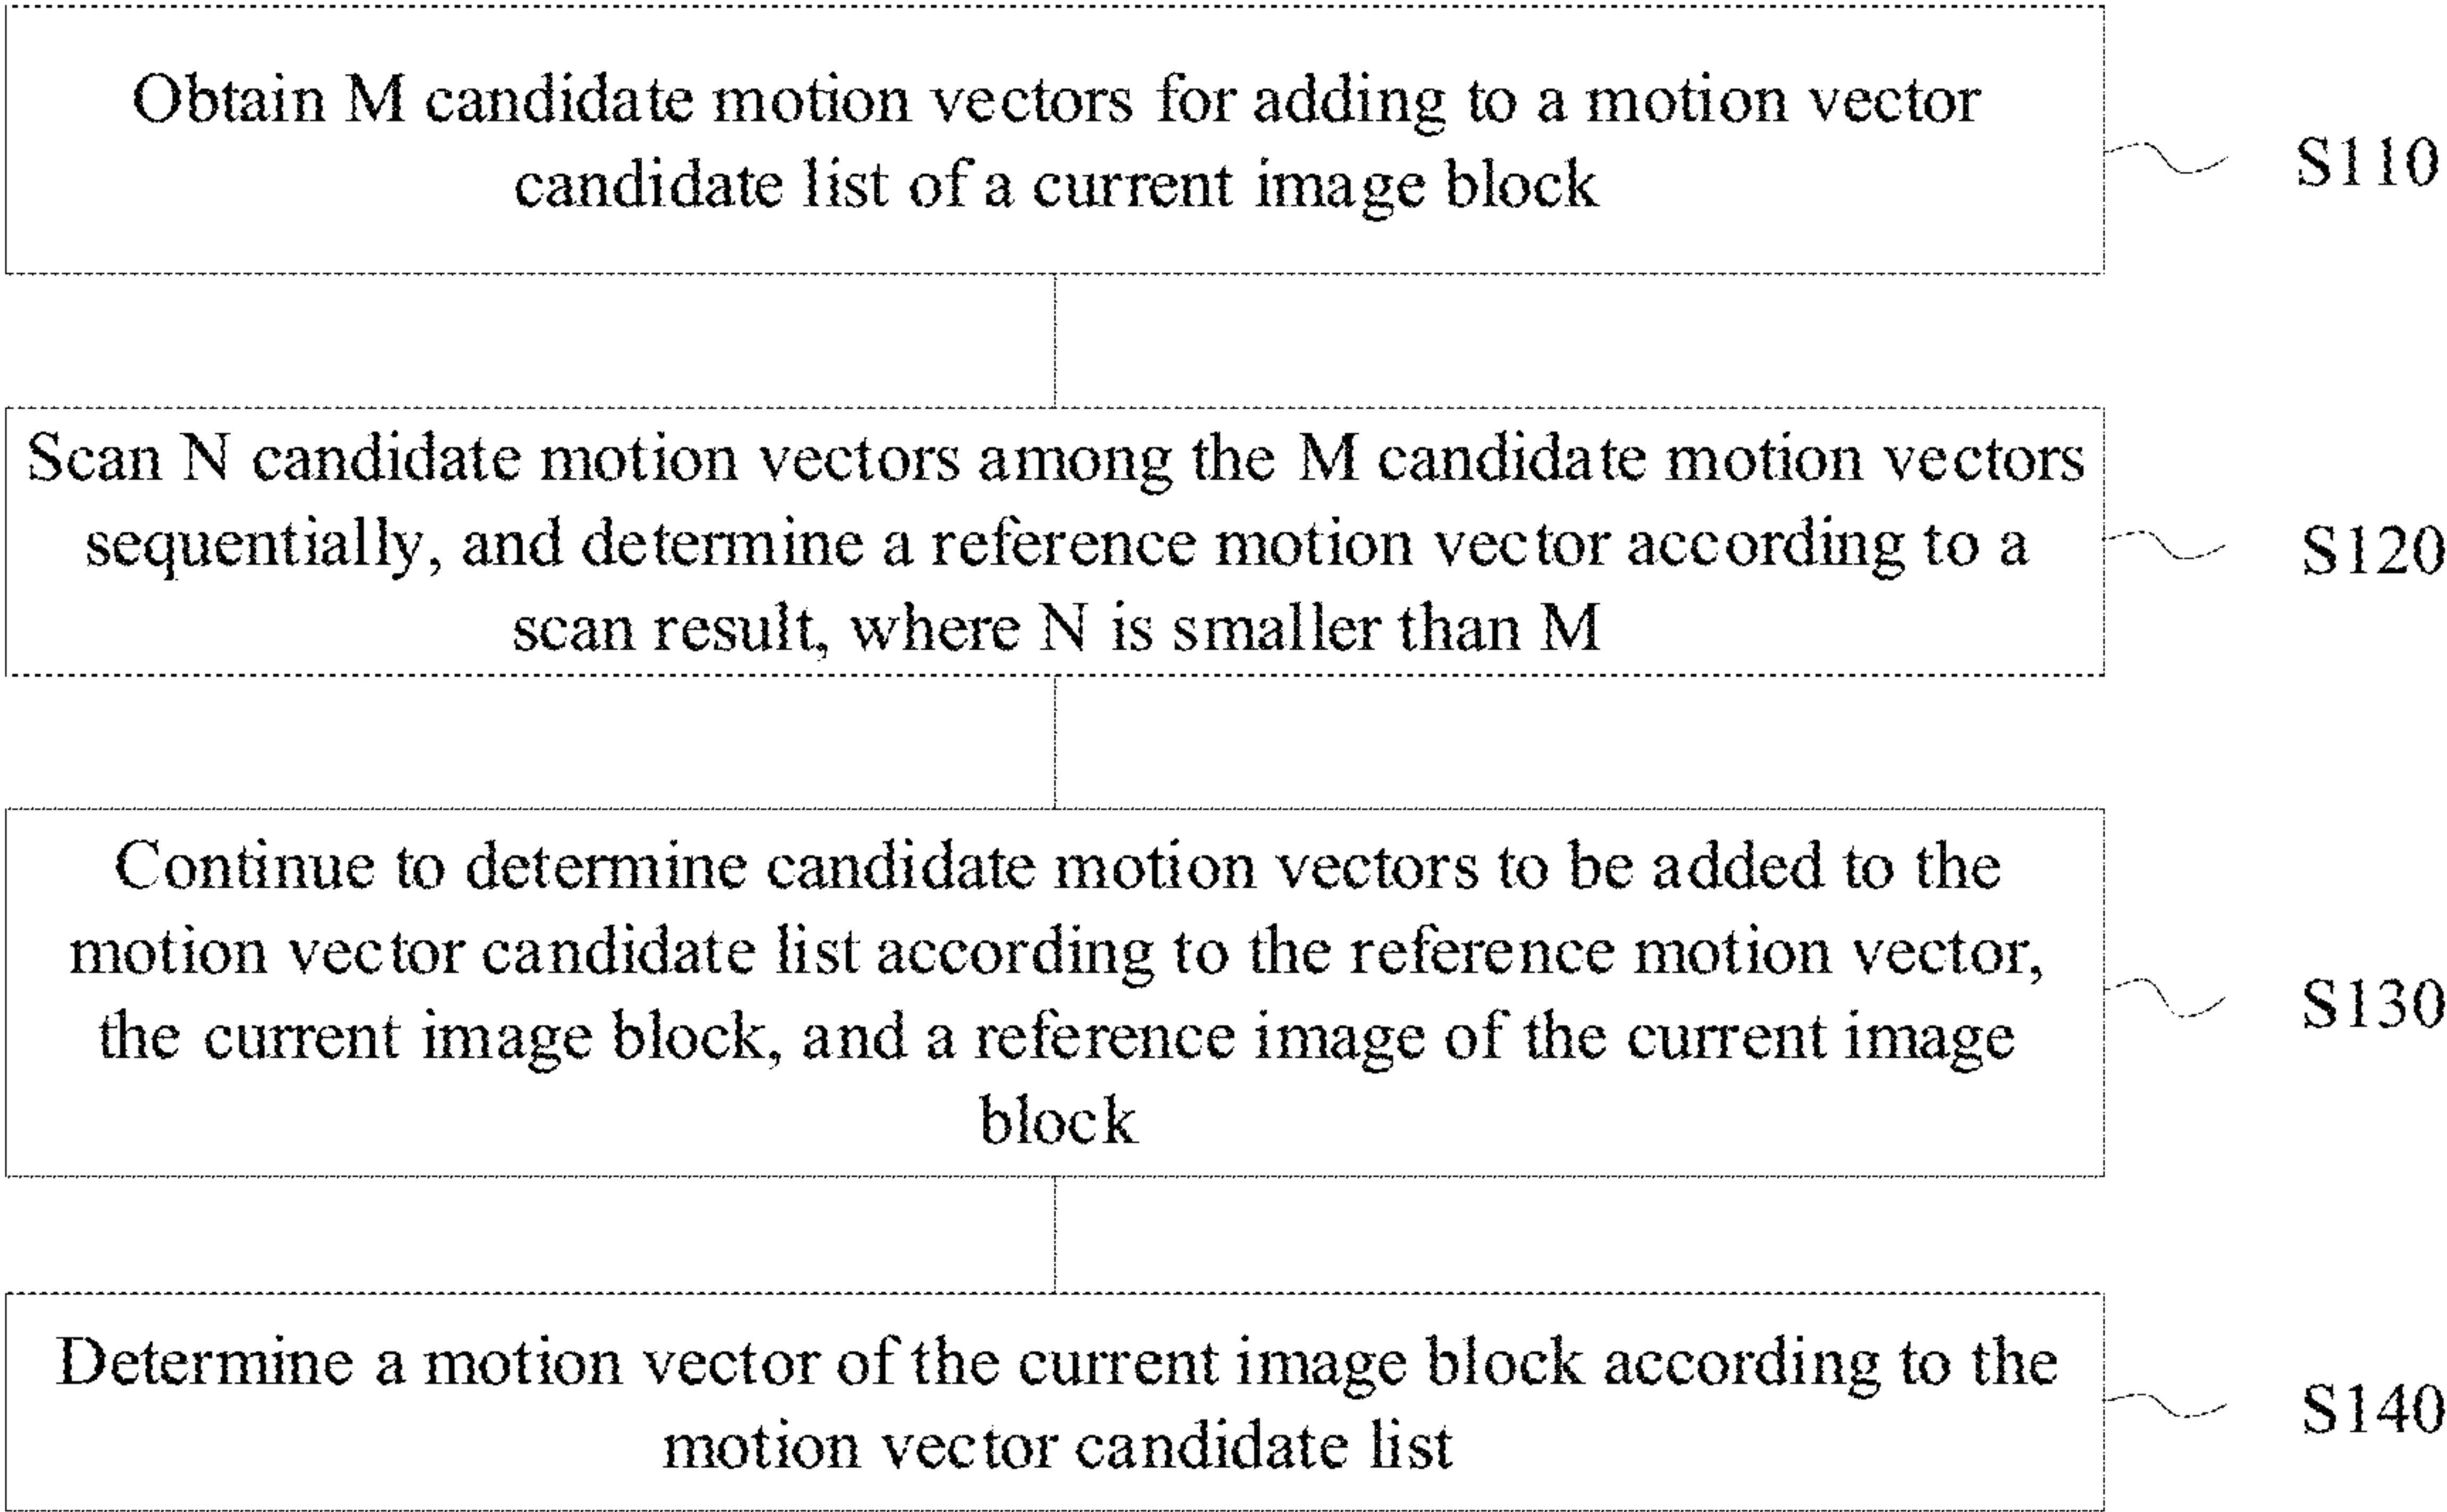 Obtain M candidate motion vectors for adding to a motion vector
candidate list of a current image block
S110
Scan N candidate motion vectors among the M candidate motion vectors
sequentially, and determine a reference motion vector according to a
scan result, where N is smaller than M
S120
Continue to determine candidate motion vectors to be added to the
motion vector candidate list according to the reference motion vector,
the current image block, and a reference image of the current image
block
S130
Determine a motion vector of the current image block according to the
motion vector candidate list
S140